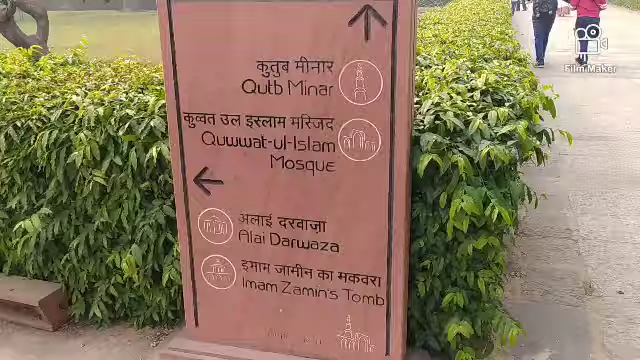 कुतुब मीनार
Qutb Minar
कुव्वत उल इस्लाम मस्जिद
Quwwat-ul-Islam
Mosque
अलाई दरवाज़ा
Alai Darwaza
इमाम जामीन का मकबरा
Imam Zamin's Tomb
FilmMaker